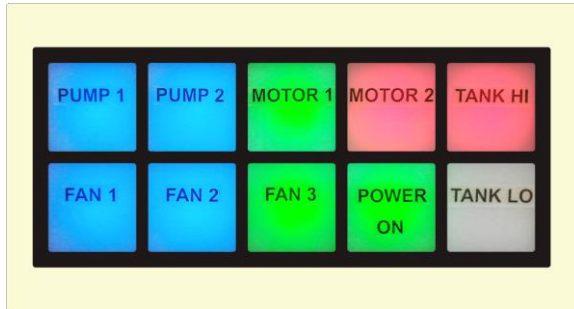 PUMP 1 PUMP 2 MOTOR 1 MOTOR 2 TANK HI
FAN 1 FAN 2 FAN 3 POWER ON TANK LO